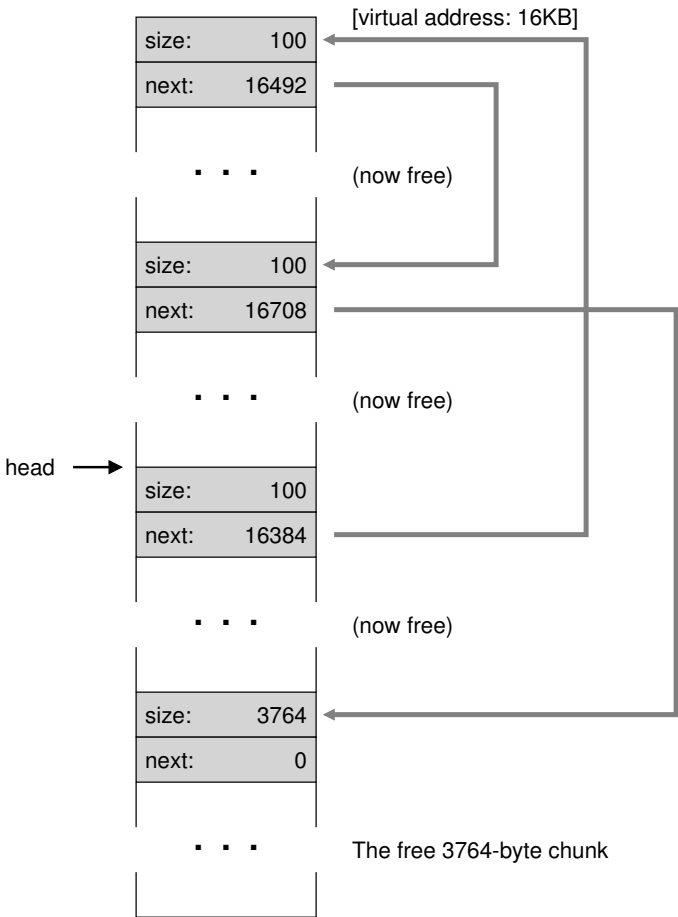 [virtual address: 16KB]
size: 100
next: 16492
. . .
(now free)
size: 100
next: 16708
. . .
(now free)
head
size: 100
next: 16384
. . .
(now free)
size: 3764
next: 0
. . .
The free 3764-byte chunk